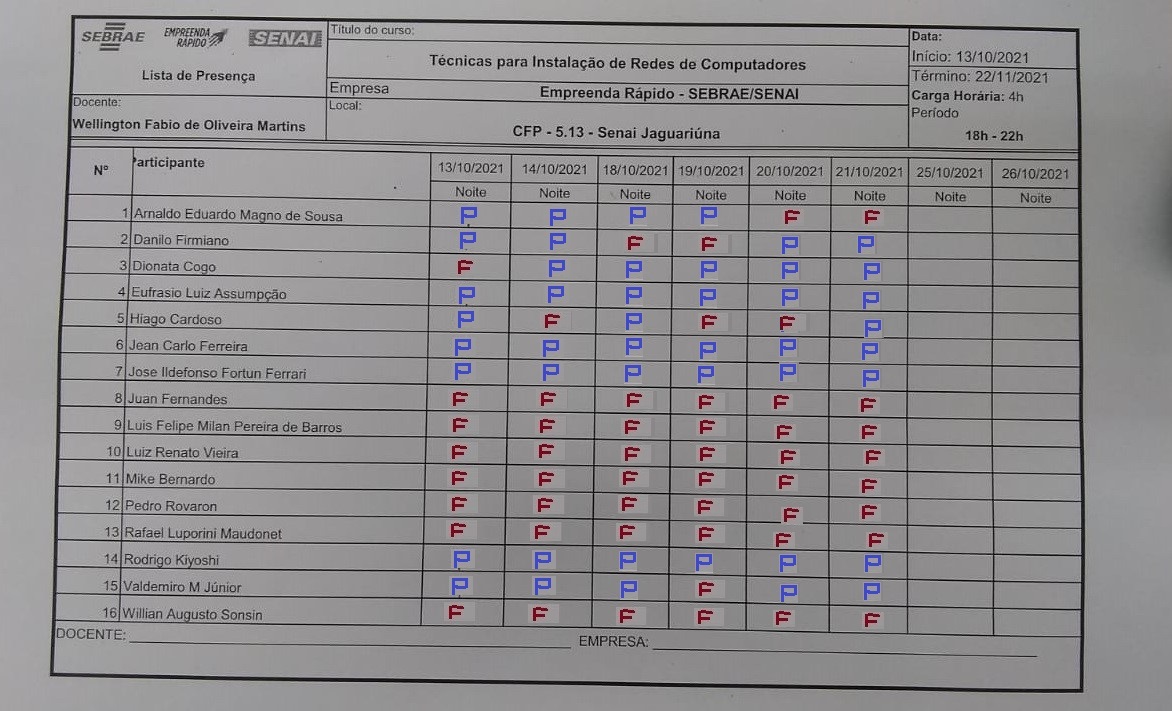 SEBRAE EMPREENDA RÁPIDO SENAI
Lista de Presença
Docente:
Wellington Fabio de Oliveira Martins
Título do curso:
Técnicas para Instalação de Redes de Computadores
Empresa Empreenda Rápido - SEBRAE/SENAI
Local:
CFP - 5.13 - Senai Jaguariúna
Data:
Início: 13/10/2021
Término: 22/11/2021
Carga Horária: 4h
Período
18h - 22h
N° Participante 13/10/2021 14/10/2021 18/10/2021 19/10/2021 20/10/2021 21/10/2021 25/10/2021 26/10/2021
Noite Noite Noite Noite Noite Noite Noite Noite
1 Arnaldo Eduardo Magno de Sousa P P P P F F
2 Danilo Firmiano P P F F P P
3 Dionata Cogo F P P P P P
4 Eufrasio Luiz Assumpção P P P P P P
5 Hiago Cardoso P F P F F P
6 Jean Carlo Ferreira P P P P P P
7 Jose Ildefonso Fortun Ferrari P P P P P P
8 Juan Fernandes F F F F F F
9 Luis Felipe Milan Pereira de Barros F F F F F F
10 Luiz Renato Vieira F F F F F F
11 Mike Bernardo F F F F F F
12 Pedro Rovaron F F F F F F
13 Rafael Luporini Maudonet F F F F F F
14 Rodrigo Kiyoshi P P P P P P
15 Valdemiro M Júnior P P P F P P
16 Willian Augusto Sonsin F F F F F F
DOCENTE: EMPRESA: